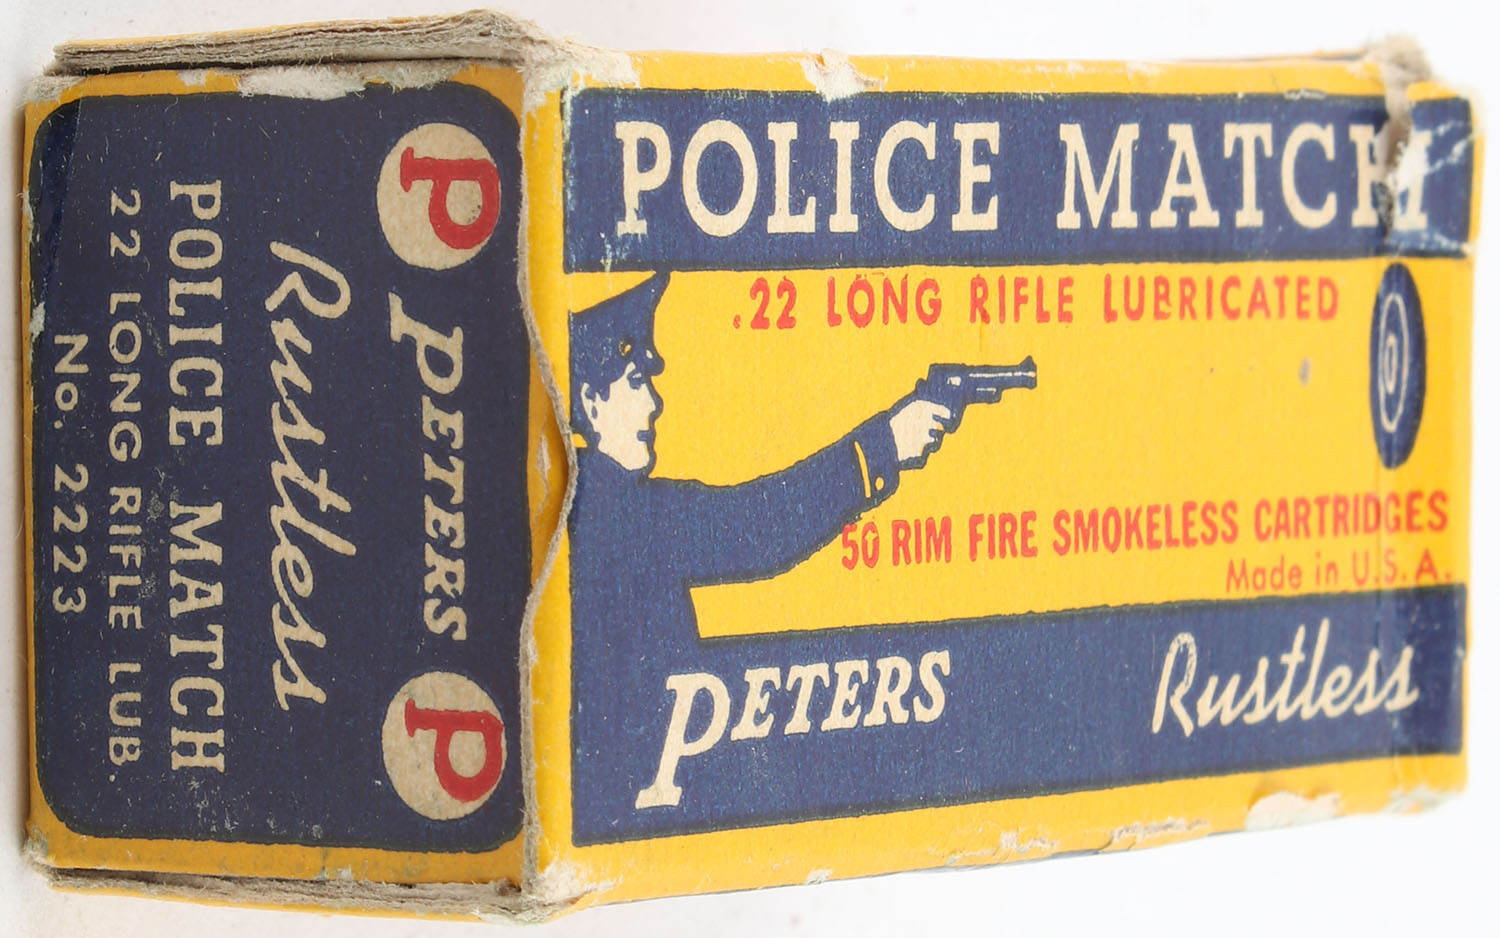 POLICE MATCH
.22 LONG RIFLE LUBRICATED
50 RIM FIRE SMOKELESS CARTRIDGES
Made in U.S.A.
PETERS Rustless
P PETERS P
Rustless
POLICE MATCH
22 LONG RIFLE LUB.
No. 2223